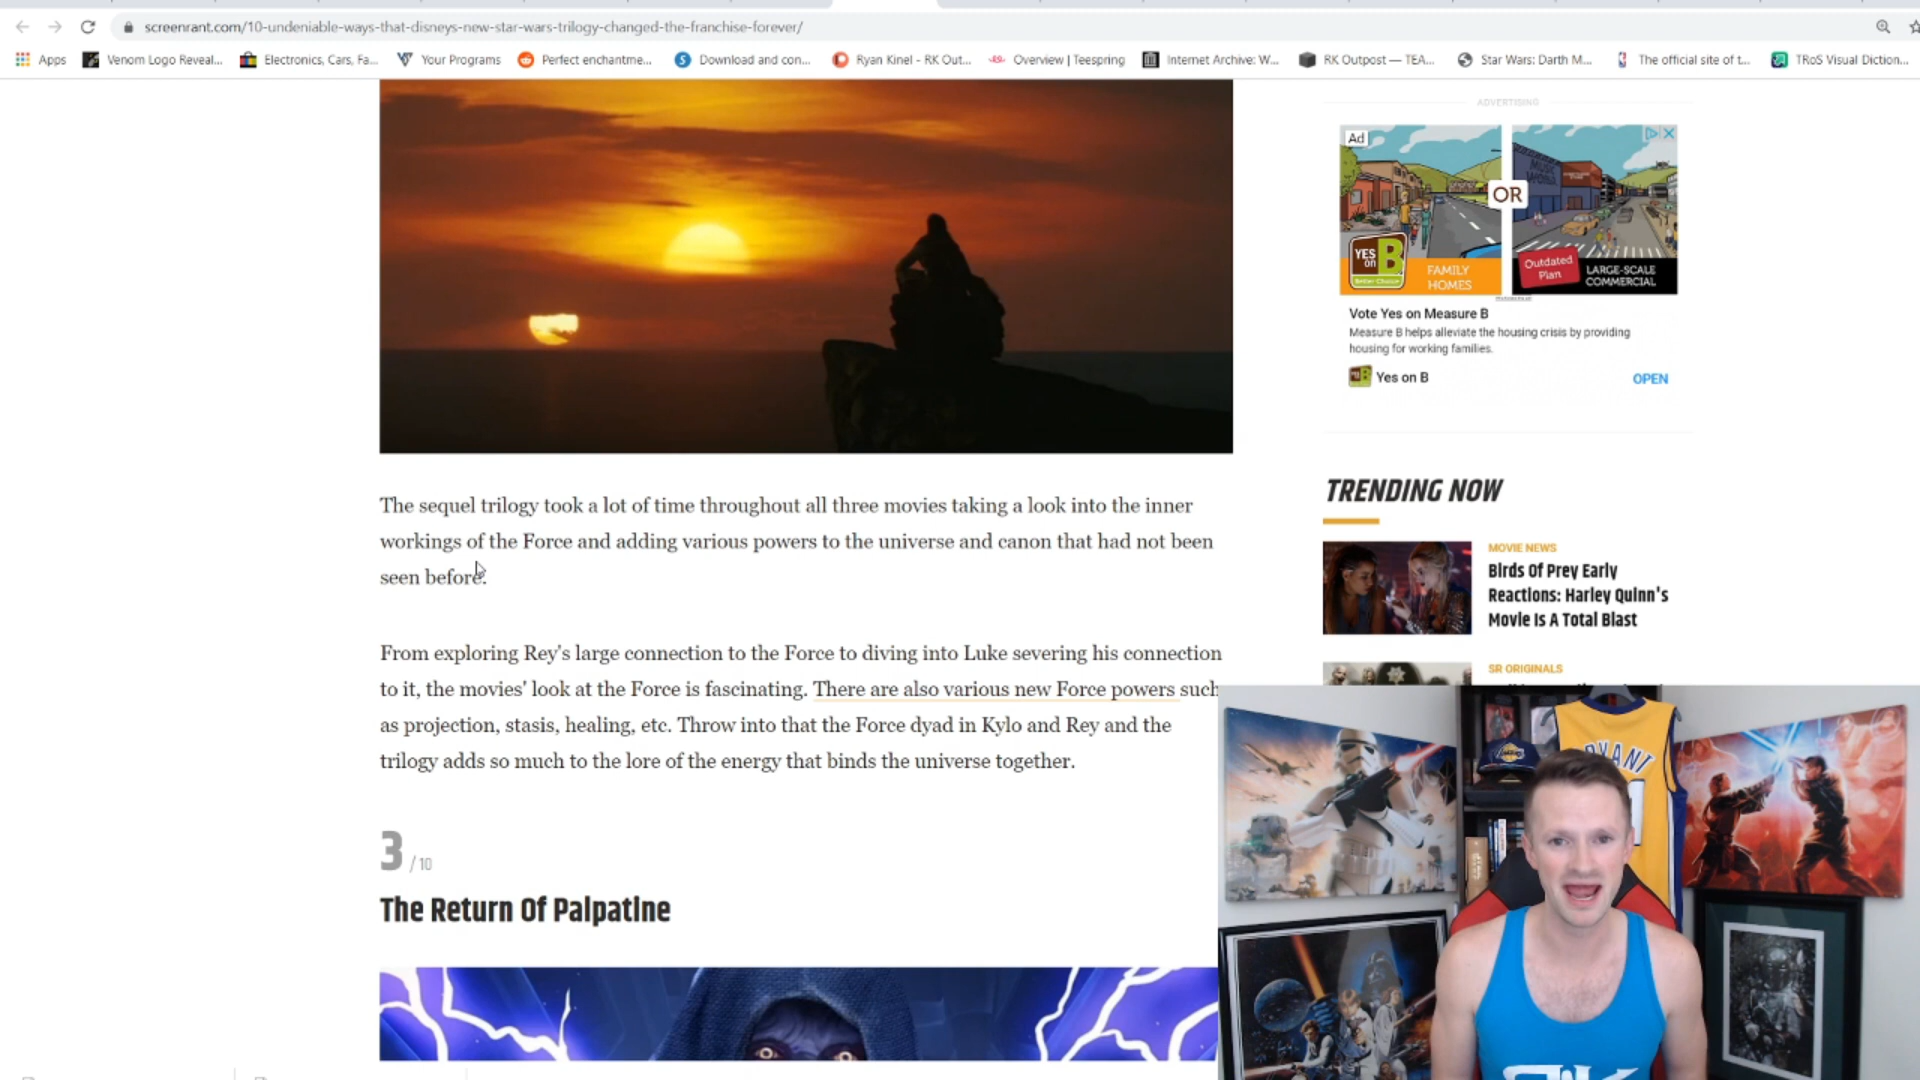 screenrant.com/10-undeniable-ways-that-disneys-new-star-wars-trilogy-changed-the-franchise-forever/
Apps
Venom Logo Reveal...
Electronics, Cars, Fa...
Your Programs
Perfect enchantme...
Download and con...
Ryan Kinel - RK Out...
Overview | Teespring
Internet Archive: W...
RK Outpost — TEA...
Star Wars: Darth M...
The official site of t...
TRoS Visual Diction...
ADVERTISING
Ad
OR
YES on B
Better Choice
FAMILY HOMES
MUSIC WORLD
Outdated Plan
LARGE-SCALE COMMERCIAL
Vote Yes on Measure B
Measure B helps alleviate the housing crisis by providing
housing for working families.
Yes on B
OPEN
The sequel trilogy took a lot of time throughout all three movies taking a look into the inner
workings of the Force and adding various powers to the universe and canon that had not been
seen before.
From exploring Rey's large connection to the Force to diving into Luke severing his connection
to it, the movies' look at the Force is fascinating. There are also various new Force powers such
as projection, stasis, healing, etc. Throw into that the Force dyad in Kylo and Rey and the
trilogy adds so much to the lore of the energy that binds the universe together.
3 / 10
The Return Of Palpatine
TRENDING NOW
MOVIE NEWS
Birds Of Prey Early
Reactions: Harley Quinn's
Movie Is A Total Blast
SR ORIGINALS
RYANT